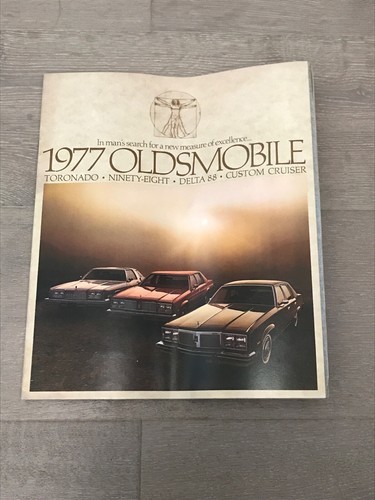 In man's search for a new measure of excellence...
1977 OLDSMOBILE
TORONADO • NINETY-EIGHT • DELTA 88 • CUSTOM CRUISER